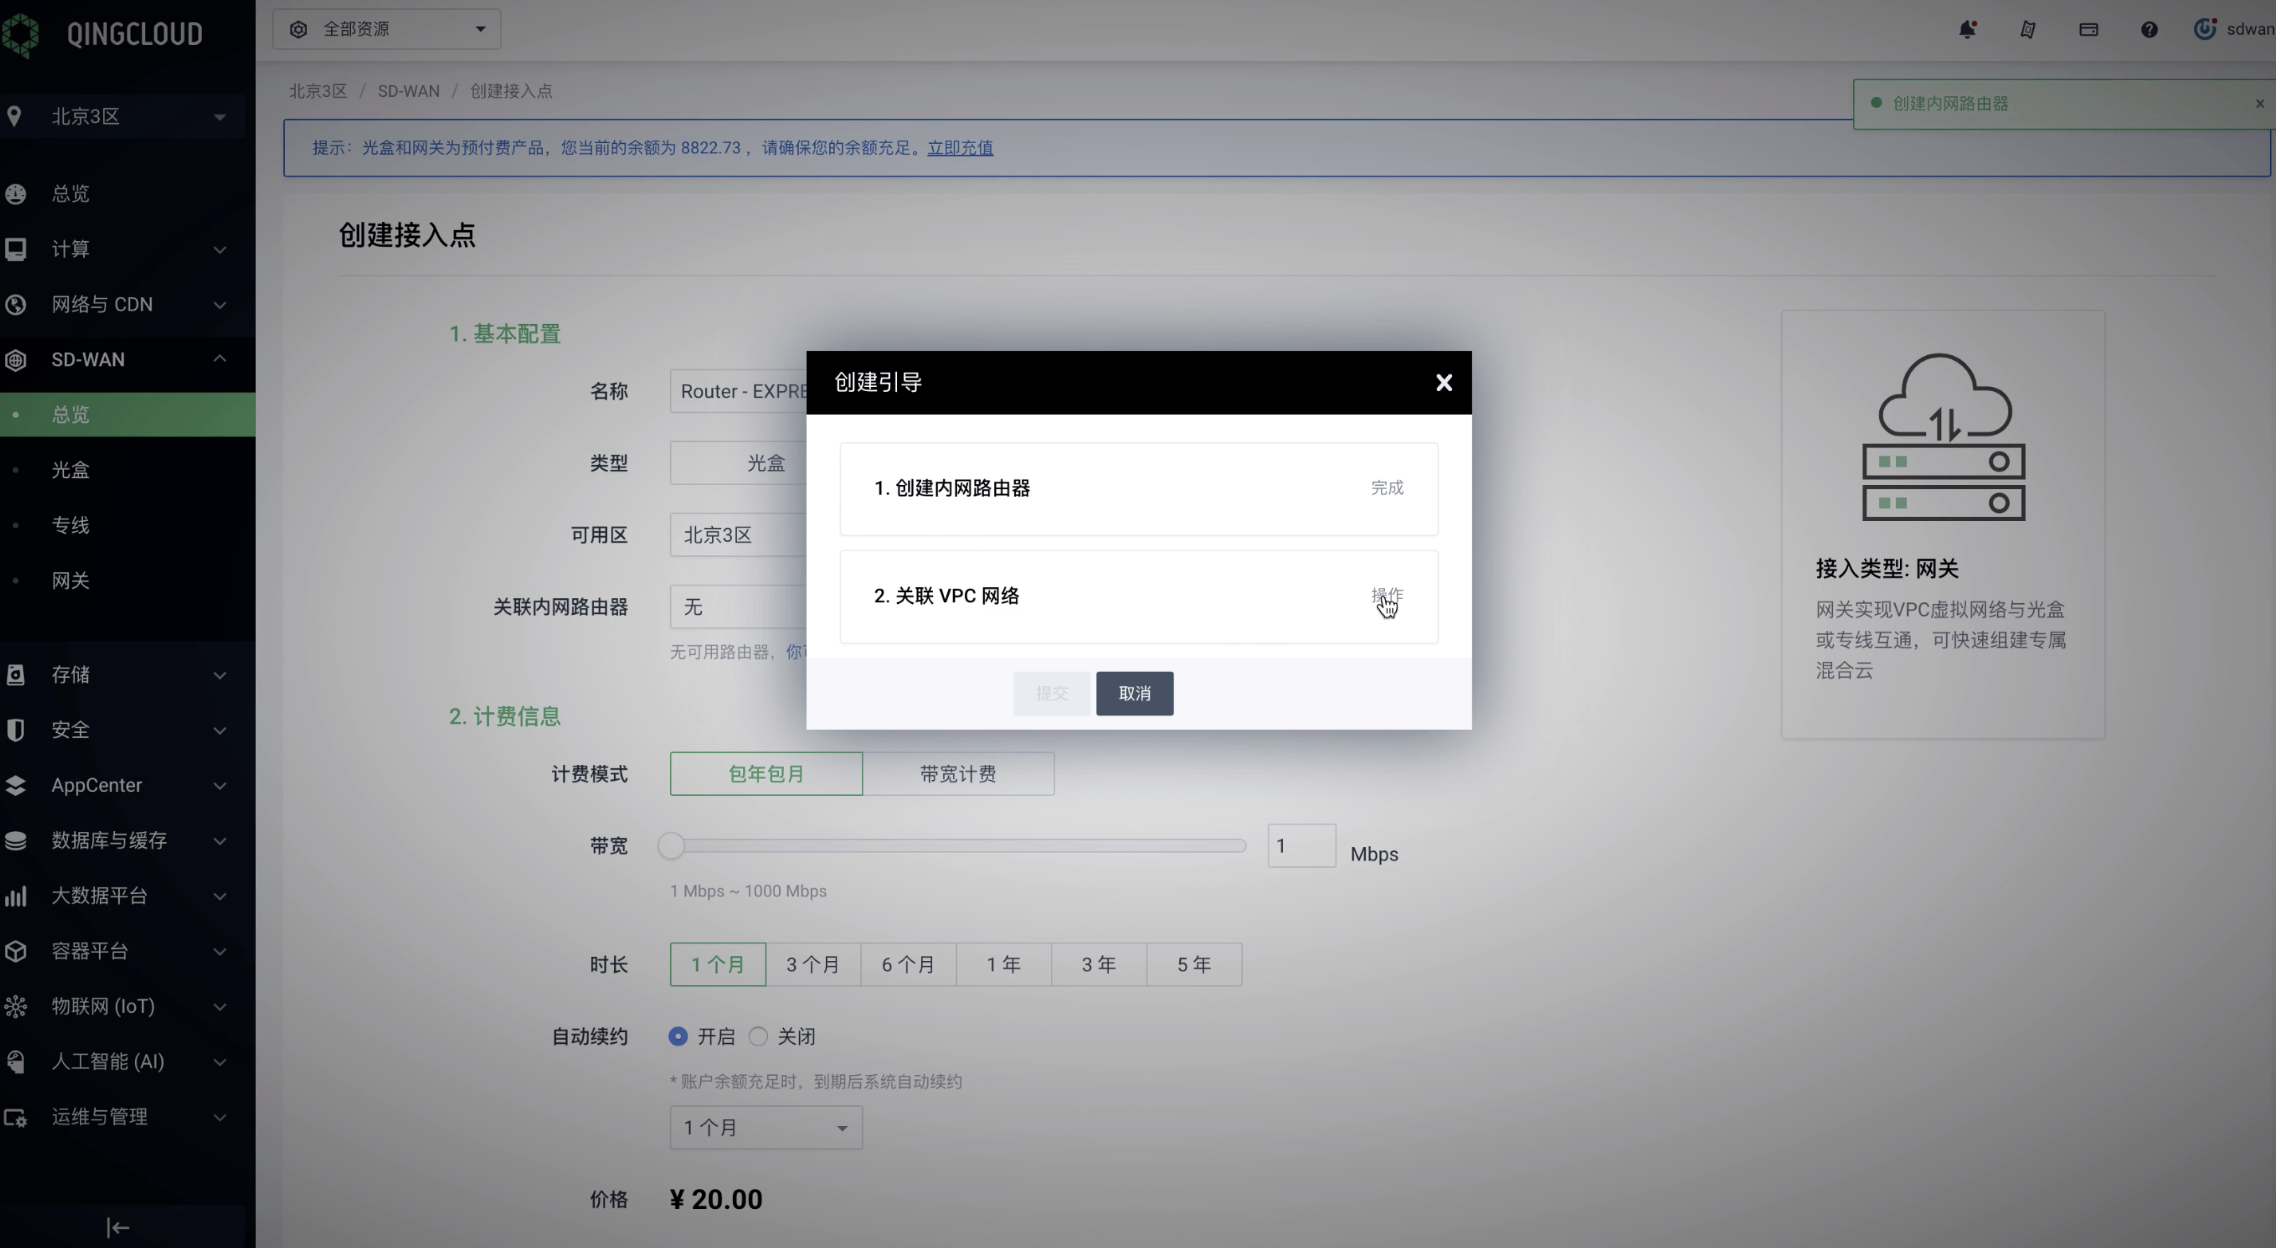 QINGCLOUD
全部资源
sdwan
北京3区
北京3区 / SD-WAN / 创建接入点
创建内网路由器
提示：光盒和网关为预付费产品，您当前的余额为 8822.73 ，请确保您的余额充足。立即充值
总览
计算
网络与 CDN
SD-WAN
总览
光盒
专线
网关
存储
安全
AppCenter
数据库与缓存
大数据平台
容器平台
物联网 (IoT)
人工智能 (AI)
运维与管理
创建接入点
1. 基本配置
名称
Router - EXPRE
类型
光盒
可用区
北京3区
关联内网路由器
无
无可用路由器，你
创建引导
1. 创建内网路由器
完成
2. 关联 VPC 网络
操作
提交
取消
接入类型: 网关
网关实现VPC虚拟网络与光盒
或专线互通，可快速组建专属
混合云
2. 计费信息
计费模式
包年包月
带宽计费
带宽
1
Mbps
1 Mbps ~ 1000 Mbps
时长
1 个月
3 个月
6 个月
1 年
3 年
5 年
自动续约
开启
关闭
* 账户余额充足时，到期后系统自动续约
1 个月
价格
¥ 20.00